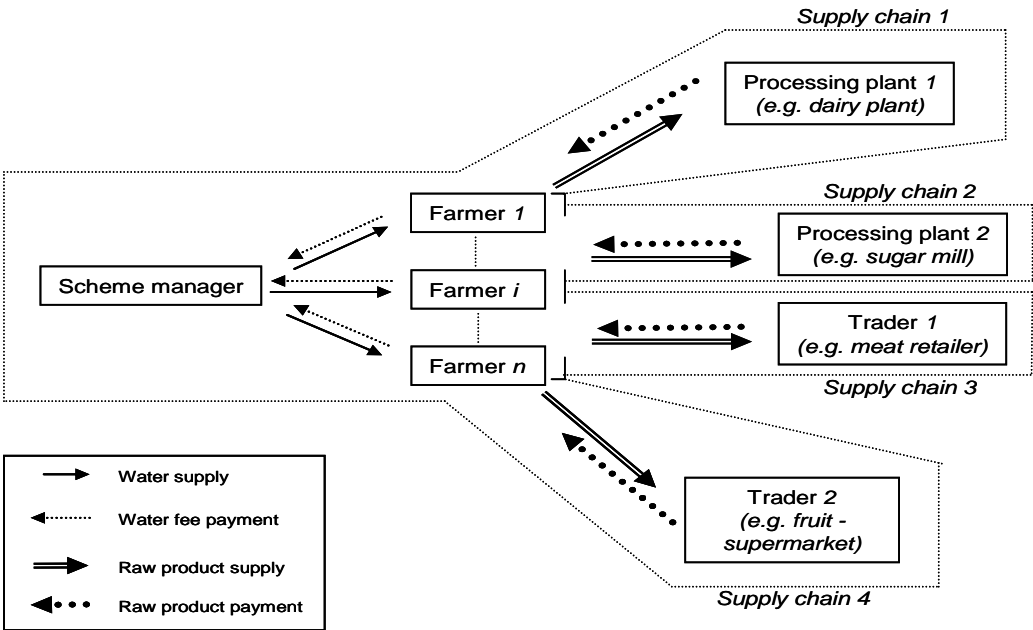 Supply chain 1
Processing plant 1
(e.g. dairy plant)
Supply chain 2
Farmer 1
Processing plant 2
(e.g. sugar mill)
Scheme manager
Farmer i
Trader 1
(e.g. meat retailer)
Farmer n
Supply chain 3
Water supply
Water fee payment
Raw product supply
Raw product payment
Trader 2
(e.g. fruit -
supermarket)
Supply chain 4